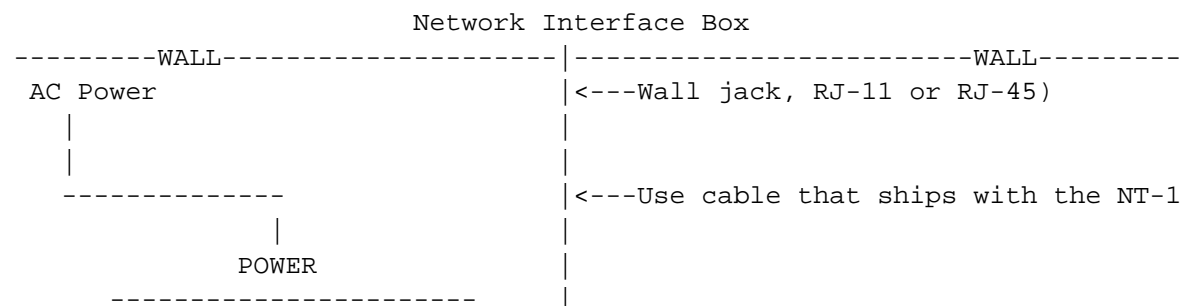 Network Interface Box
---------WALL---------------------|-------------------------WALL---------
AC Power                          |<---Wall jack, RJ-11 or RJ-45)
|                               |
|                               |
--------------                  |<---Use cable that ships with the NT-1
|                  |
POWER                |
-----------------------      |